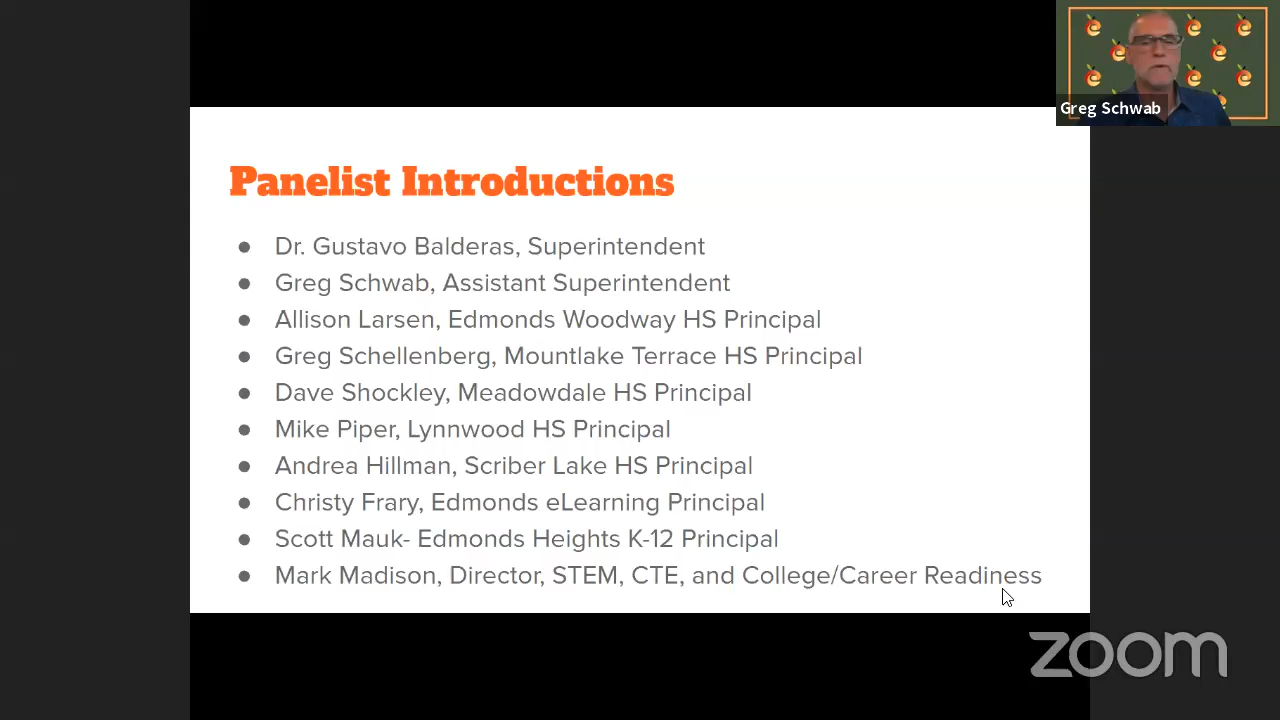 Greg Schwab
Panelist Introductions
● Dr. Gustavo Balderas, Superintendent
● Greg Schwab, Assistant Superintendent
● Allison Larsen, Edmonds Woodway HS Principal
● Greg Schellenberg, Mountlake Terrace HS Principal
● Dave Shockley, Meadowdale HS Principal
● Mike Piper, Lynnwood HS Principal
● Andrea Hillman, Scriber Lake HS Principal
● Christy Frary, Edmonds eLearning Principal
● Scott Mauk- Edmonds Heights K-12 Principal
● Mark Madison, Director, STEM, CTE, and College/Career Readiness
zoom